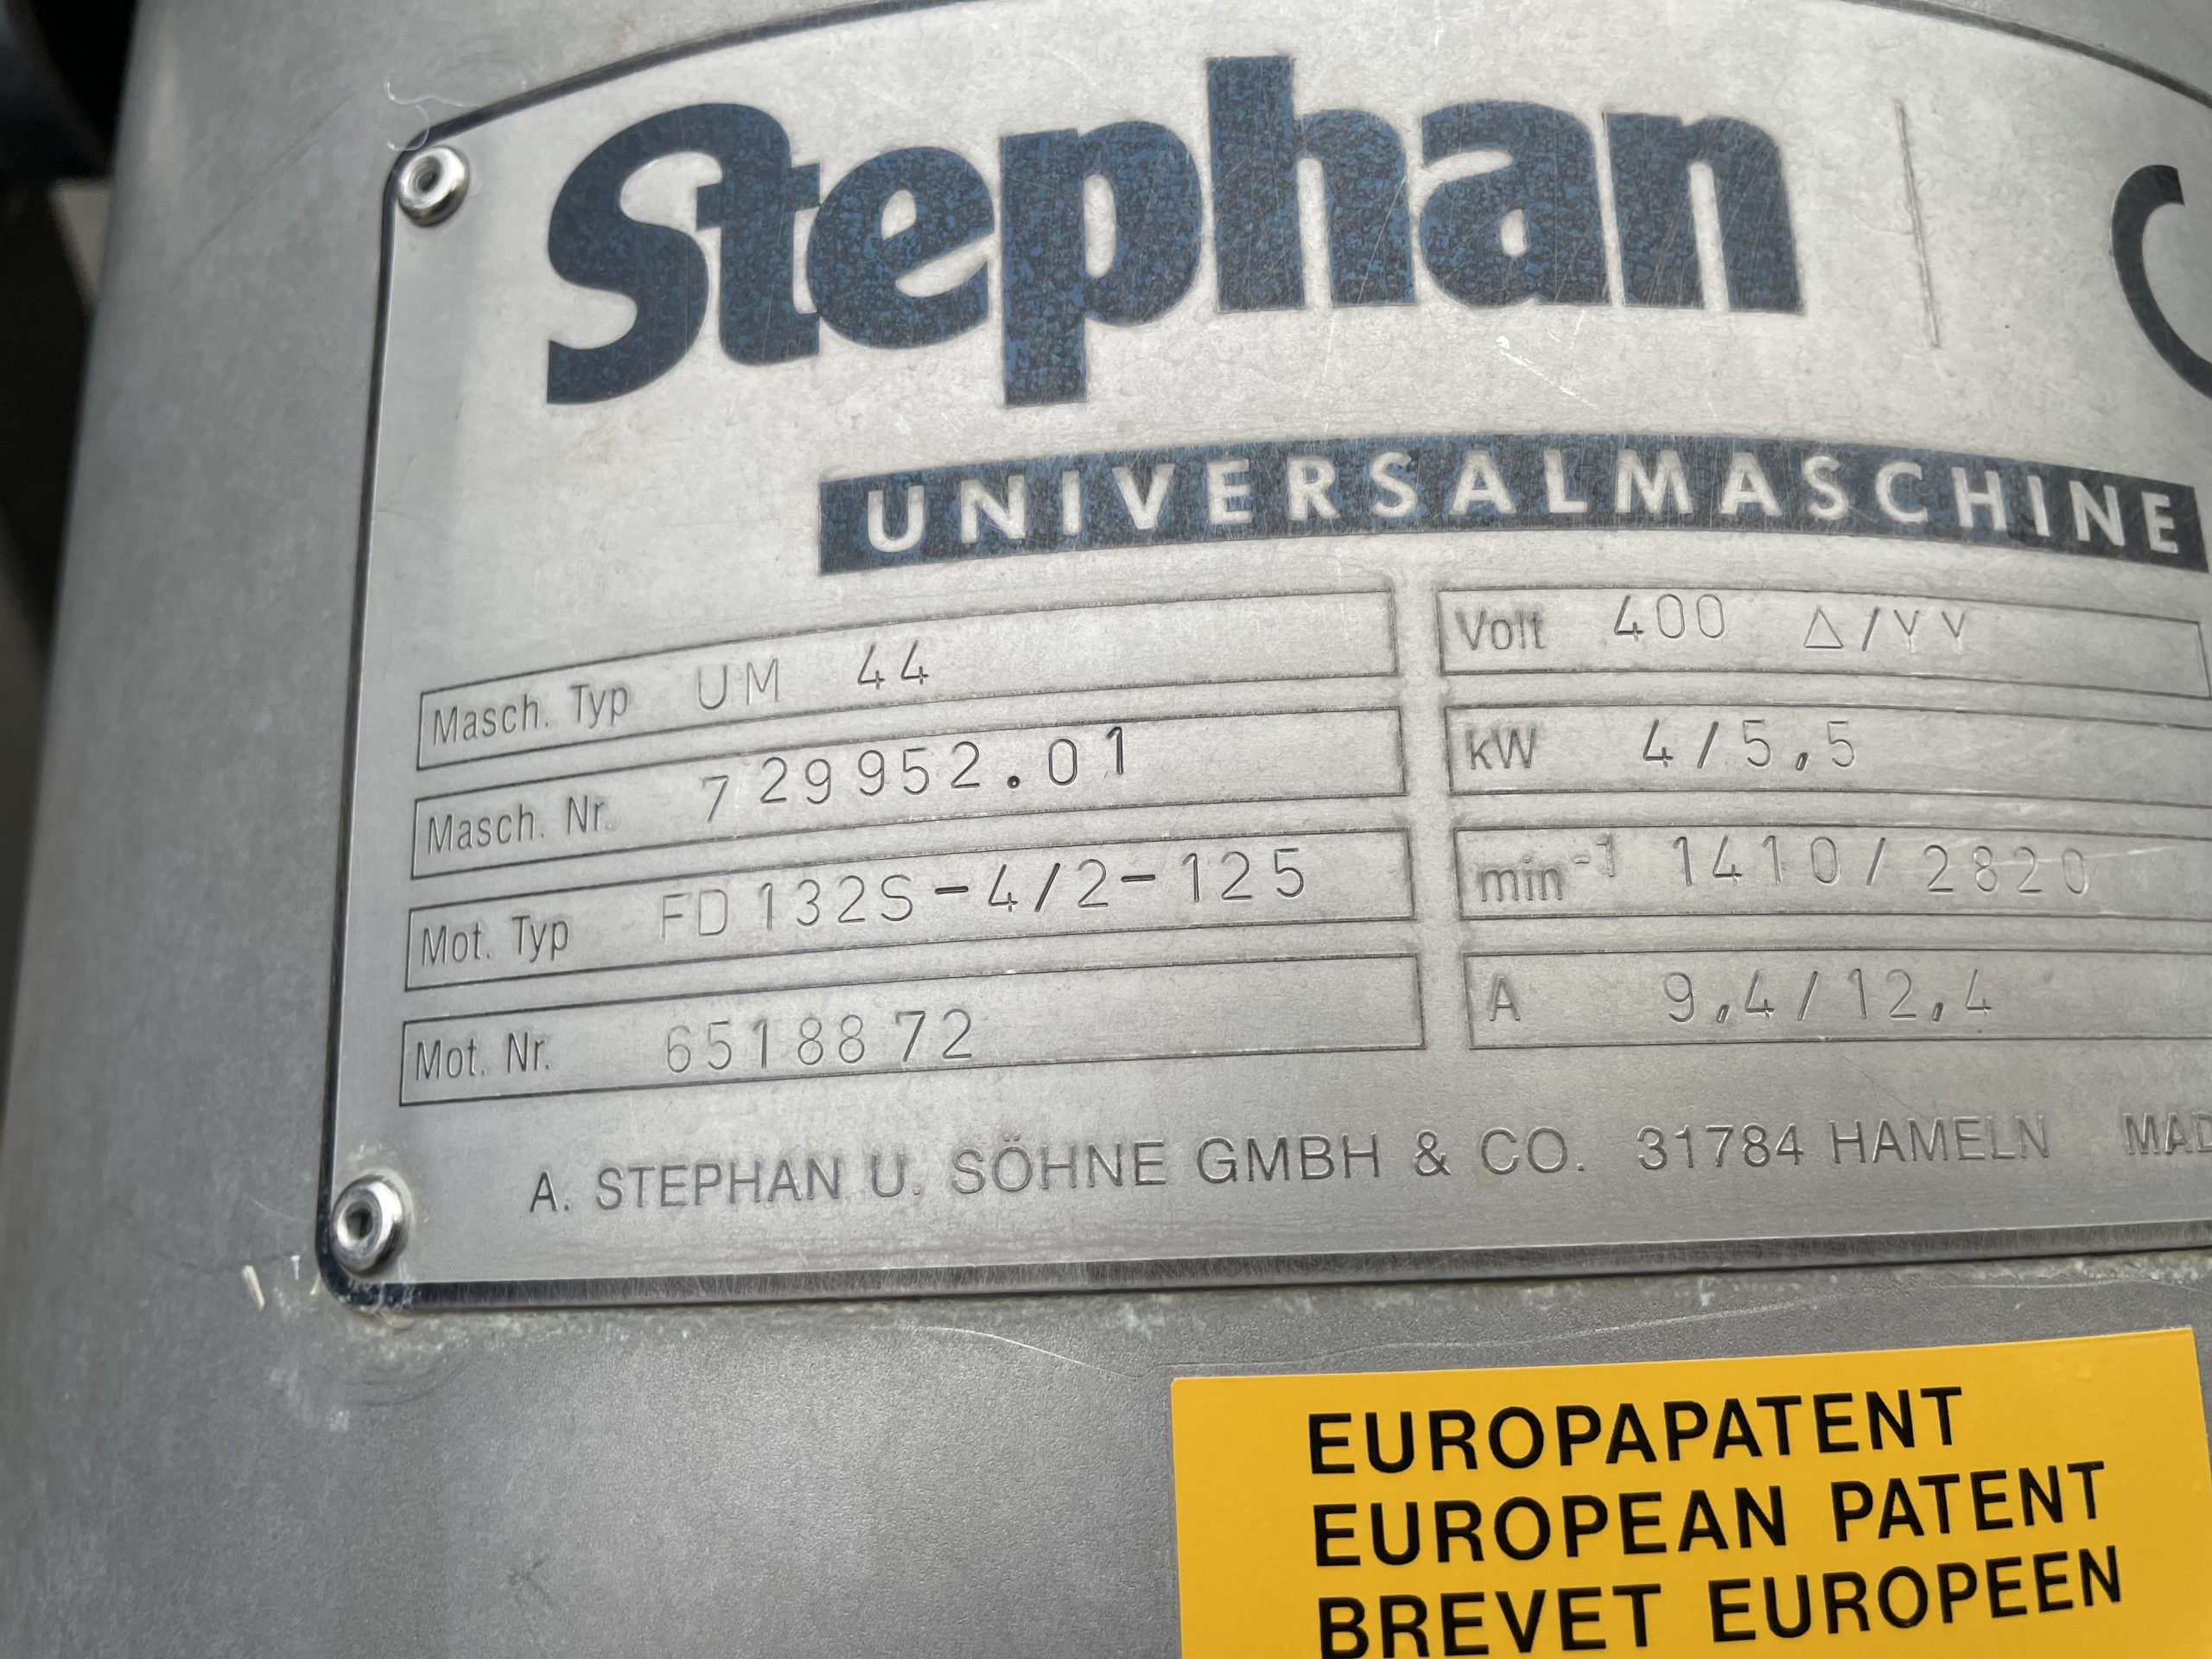 Stephan
UNIVERSALMASCHINE
Masch. Typ UM 44
Masch. Nr. 729952.01
Mot. Typ FD132S-4/2-125
Mot. Nr. 6518872
Volt 400 Δ/YY
kW 4/5,5
min⁻¹ 1410/2820
A 9,4/12,4
A. STEPHAN U. SÖHNE GMBH & CO. 31784 HAMELN
EUROPAPATENT
EUROPEAN PATENT
BREVET EUROPEEN